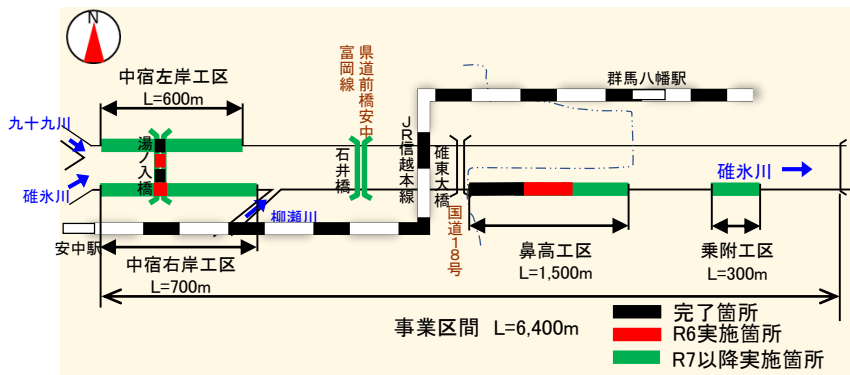 N
中宿左岸工区
L=600m
九十九川
碓氷川
湯ノ入橋
県道前橋安中
富岡線
石井橋
JR信越本線
碓東大橋
国道18号
群馬八幡駅
碓氷川
柳瀬川
安中駅
中宿右岸工区
L=700m
鼻高工区
L=1,500m
乗附工区
L=300m
事業区間 L=6,400m
完了箇所
R6実施箇所
R7以降実施箇所